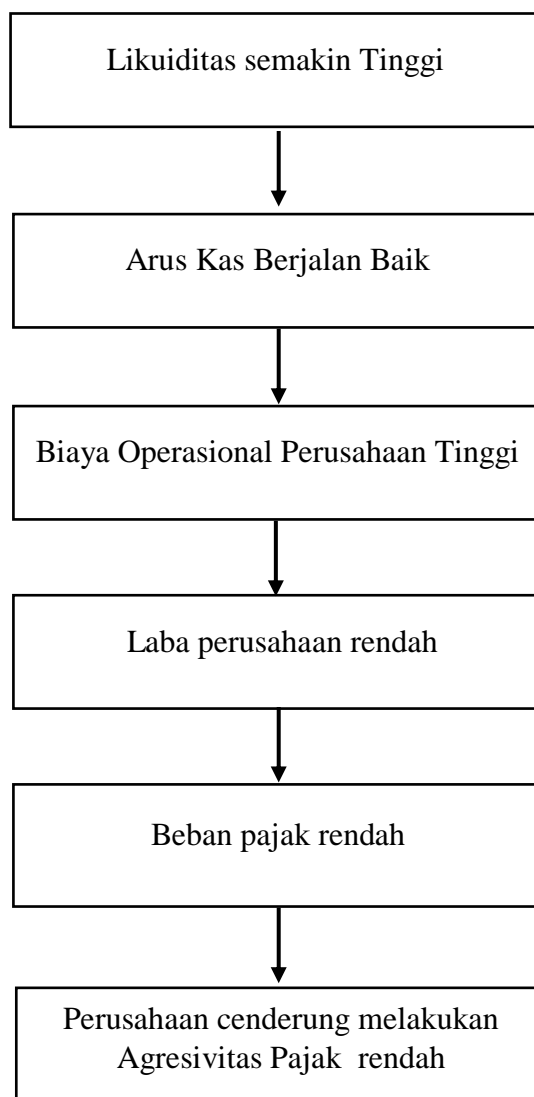 Likuiditas semakin Tinggi
Arus Kas Berjalan Baik
Biaya Operasional Perusahaan Tinggi
Laba perusahaan rendah
Beban pajak rendah
Perusahaan cenderung melakukan
Agresivitas Pajak rendah